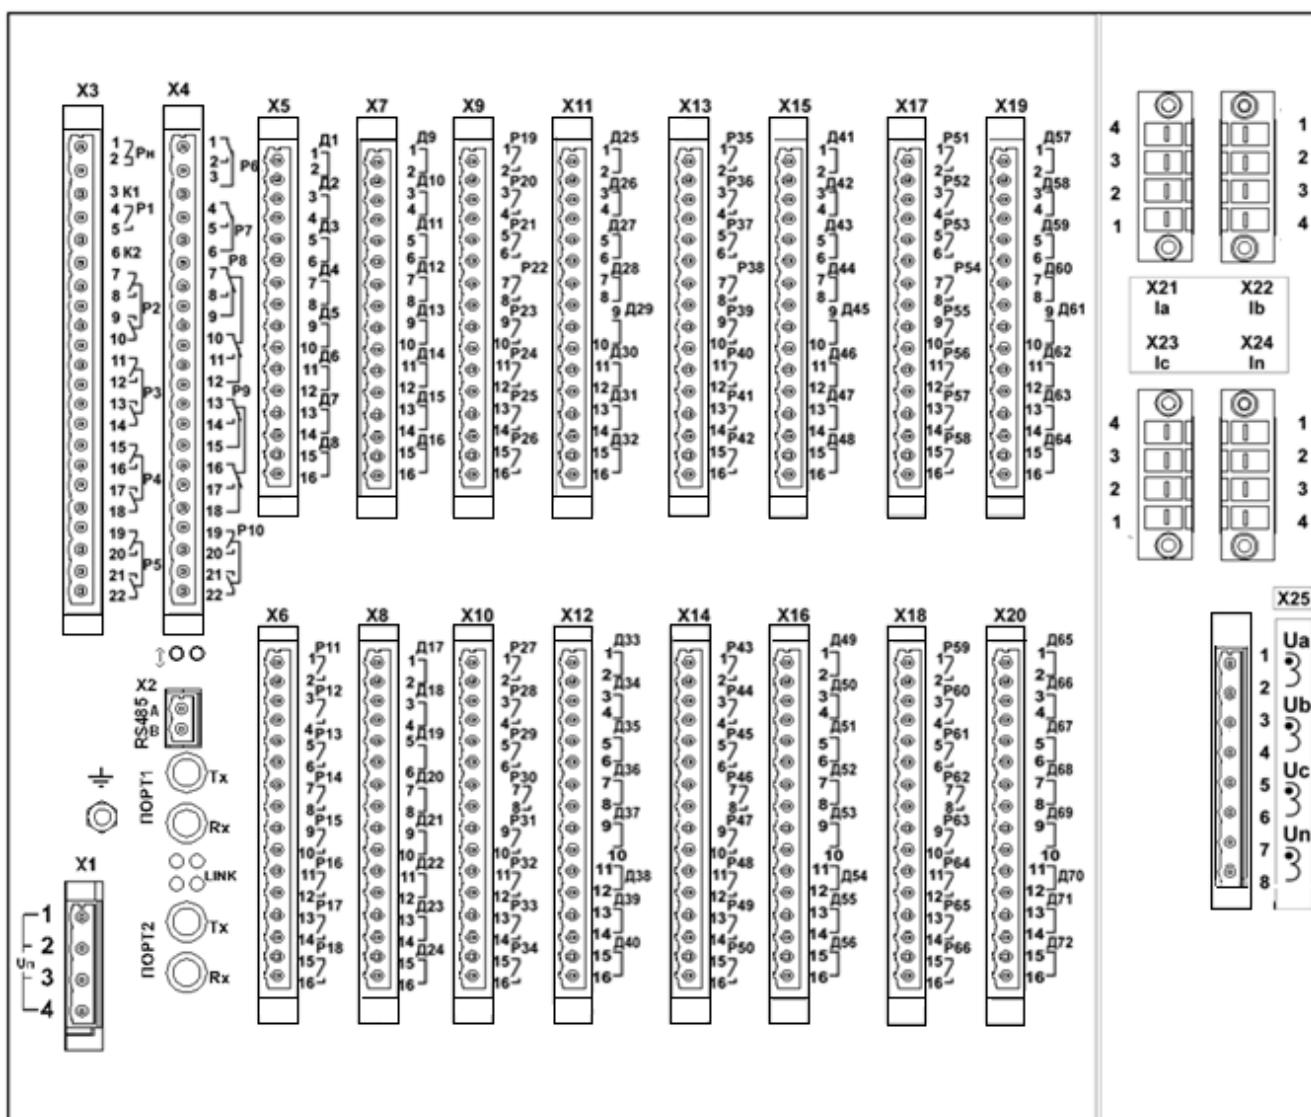 X3
1
2
Рн
3 К1
4
5
Р1
6 К2
7
8
9
10
Р2
11
12
13
14
Р3
15
16
17
18
Р4
19
20
21
22
Р5
X4
1
2
3
Р6
4
5
6
Р7
Р8
7
8
9
10
11
12
Р9
13
14
15
16
17
18
19
20
21
22
Р10
X5
Д1
1
2
Д2
3
4
Д3
5
6
Д4
7
8
Д5
9
10
Д6
11
12
Д7
13
14
Д8
15
16
X7
Д9
1
2
Д10
3
4
Д11
5
6
Д12
7
8
Д13
9
10
Д14
11
12
Д15
13
14
Д16
15
16
X9
Р19
1
2
Р20
3
4
Р21
5
6
Р22
7
8
Р23
9
10
Р24
11
12
Р25
13
14
Р26
15
16
X11
Д25
1
2
Д26
3
4
Д27
5
6
Д28
7
8
9 Д29
10
Д30
11
12
Д31
13
14
Д32
15
16
X13
Р35
1
2
Р36
3
4
Р37
5
6
Р38
7
8
Р39
9
10
Р40
11
12
Р41
13
14
Р42
15
16
X15
Д41
1
2
Д42
3
4
Д43
5
6
Д44
7
8
9 Д45
10
Д46
11
12
Д47
13
14
Д48
15
16
X17
Р51
1
2
Р52
3
4
Р53
5
6
Р54
7
8
Р55
9
10
Р56
11
12
Р57
13
14
Р58
15
16
X19
Д57
1
2
Д58
3
4
Д59
5
6
Д60
7
8
9 Д61
10
Д62
11
12
Д63
13
14
Д64
15
16
4
3
2
1
1
2
3
4
X21
Ia
X22
Ib
X23
Ic
X24
In
4
3
2
1
1
2
3
4
X2
RS485
A
B
ПОРТ1
Tx
Rx
LINK
ПОРТ2
Tx
Rx
X1
1
2
3
4
Uп
X6
Р11
1
2
Р12
3
4
Р13
5
6
Р14
7
8
Р15
9
10
Р16
11
12
Р17
13
14
Р18
15
16
X8
Д17
1
2
Д18
3
4
Д19
5
6
Д20
7
8
Д21
9
10
Д22
11
12
Д23
13
14
Д24
15
16
X10
Р27
1
2
Р28
3
4
Р29
5
6
Р30
7
8
Р31
9
10
Р32
11
12
Р33
13
14
Р34
15
16
X12
Д33
1
2
Д34
3
4
Д35
5
6
Д36
7
8
Д37
9
10
11
Д38
12
Д39
13
14
Д40
15
16
X14
Р43
1
2
Р44
3
4
Р45
5
6
Р46
7
8
Р47
9
10
Р48
11
12
Р49
13
14
Р50
15
16
X16
Д49
1
2
Д50
3
4
Д51
5
6
Д52
7
8
Д53
9
10
11
Д54
12
Д55
13
14
Д56
15
16
X18
Р59
1
2
Р60
3
4
Р61
5
6
Р62
7
8
Р63
9
10
Р64
11
12
Р65
13
14
Р66
15
16
X20
Д65
1
2
Д66
3
4
Д67
5
6
Д68
7
8
Д69
9
10
11
Д70
12
Д71
13
14
Д72
15
16
X25
1
2
Ua
3
4
Ub
5
6
Uc
7
8
Un